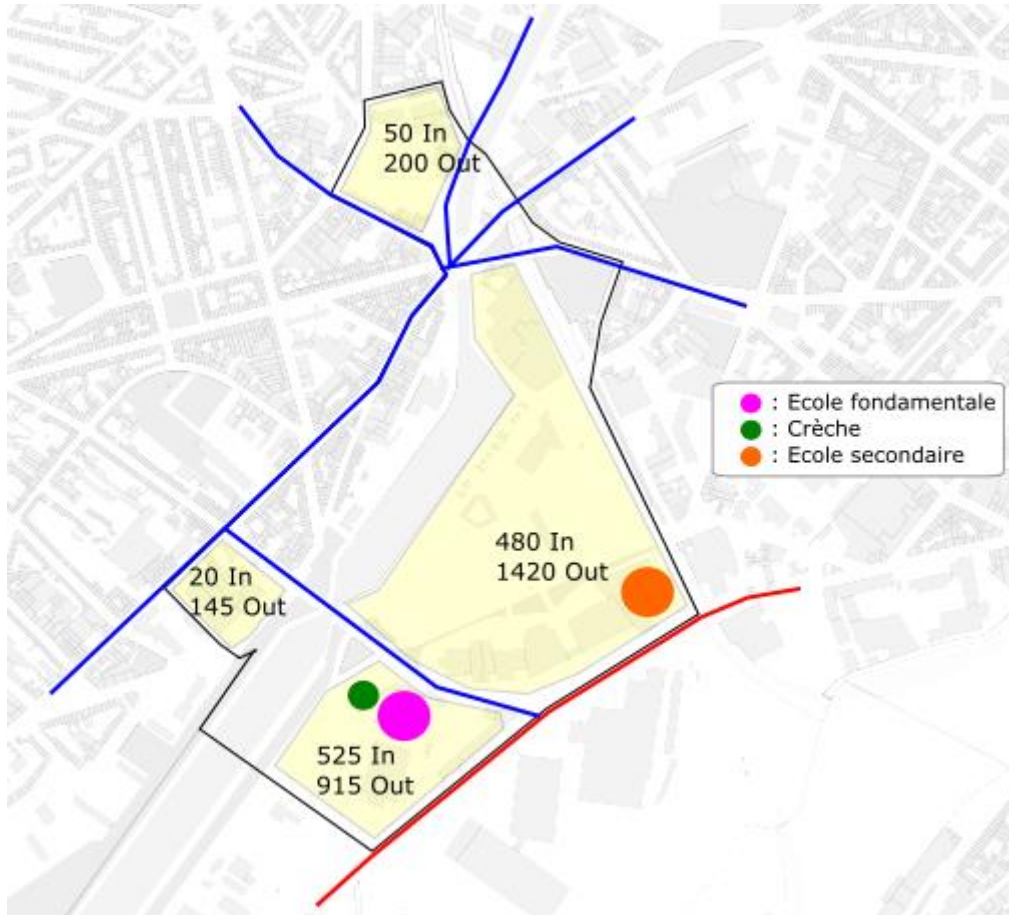 50 In
200 Out
: Ecole fondamentale
: Crèche
: Ecole secondaire
480 In
1420 Out
20 In
145 Out
525 In
915 Out